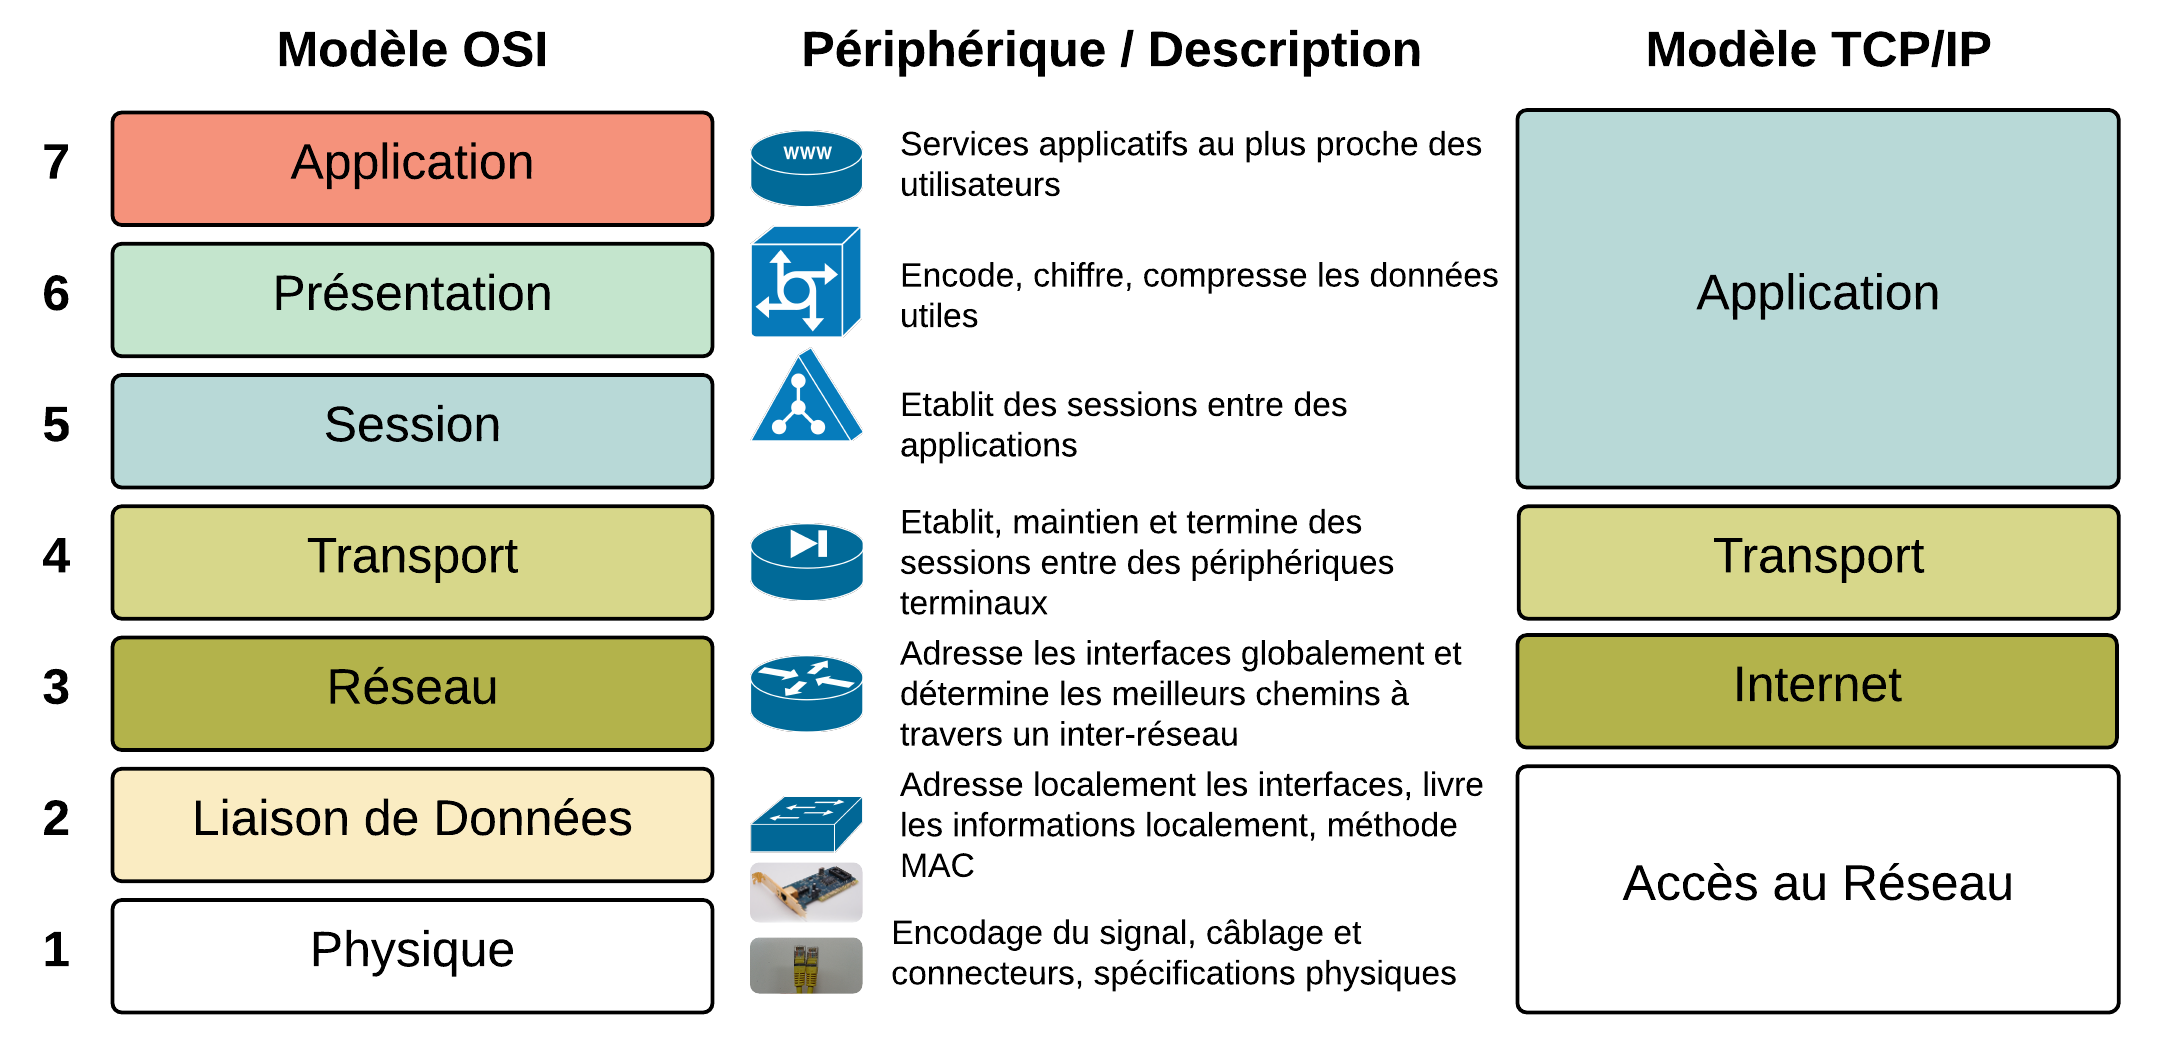 Modèle OSI
Périphérique / Description
Modèle TCP/IP
7
Application
www
Services applicatifs au plus proche des
utilisateurs
6
Présentation
Encode, chiffre, compresse les données
utiles
Application
5
Session
Etablit des sessions entre des
applications
4
Transport
Etablit, maintien et termine des
sessions entre des périphériques
terminaux
Transport
3
Réseau
Adresse les interfaces globalement et
détermine les meilleurs chemins à
travers un inter-réseau
Internet
2
Liaison de Données
Adresse localement les interfaces, livre
les informations localement, méthode
MAC
Accès au Réseau
1
Physique
Encodage du signal, câblage et
connecteurs, spécifications physiques